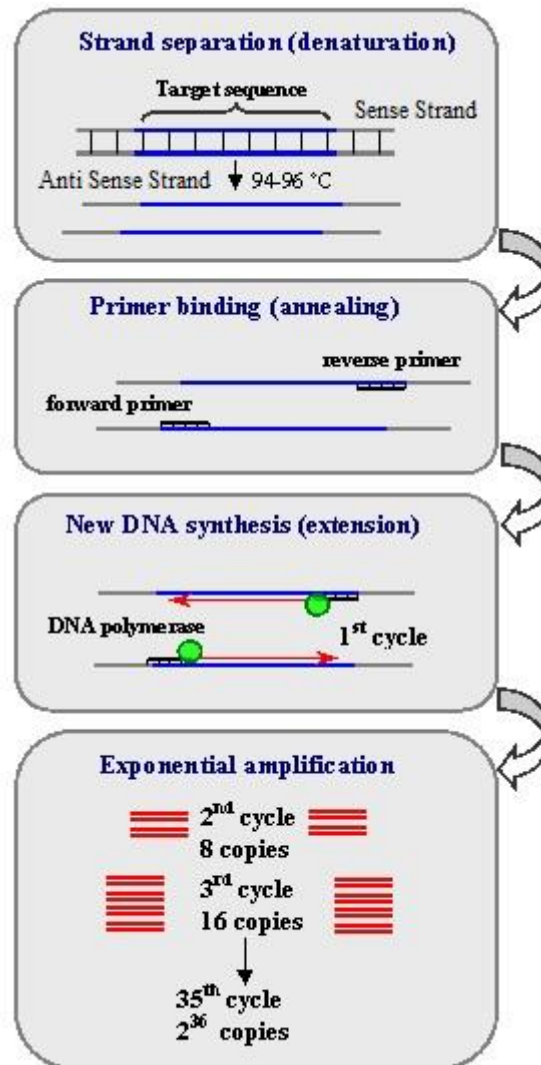 Strand separation (denaturation)
Target sequence
Sense Strand
Anti Sense Strand
94-96 °C
Primer binding (annealing)
reverse primer
forward primer
New DNA synthesis (extension)
DNA polymerase
1st cycle
Exponential amplification
2nd cycle
8 copies
3rd cycle
16 copies
35th cycle
2^36 copies